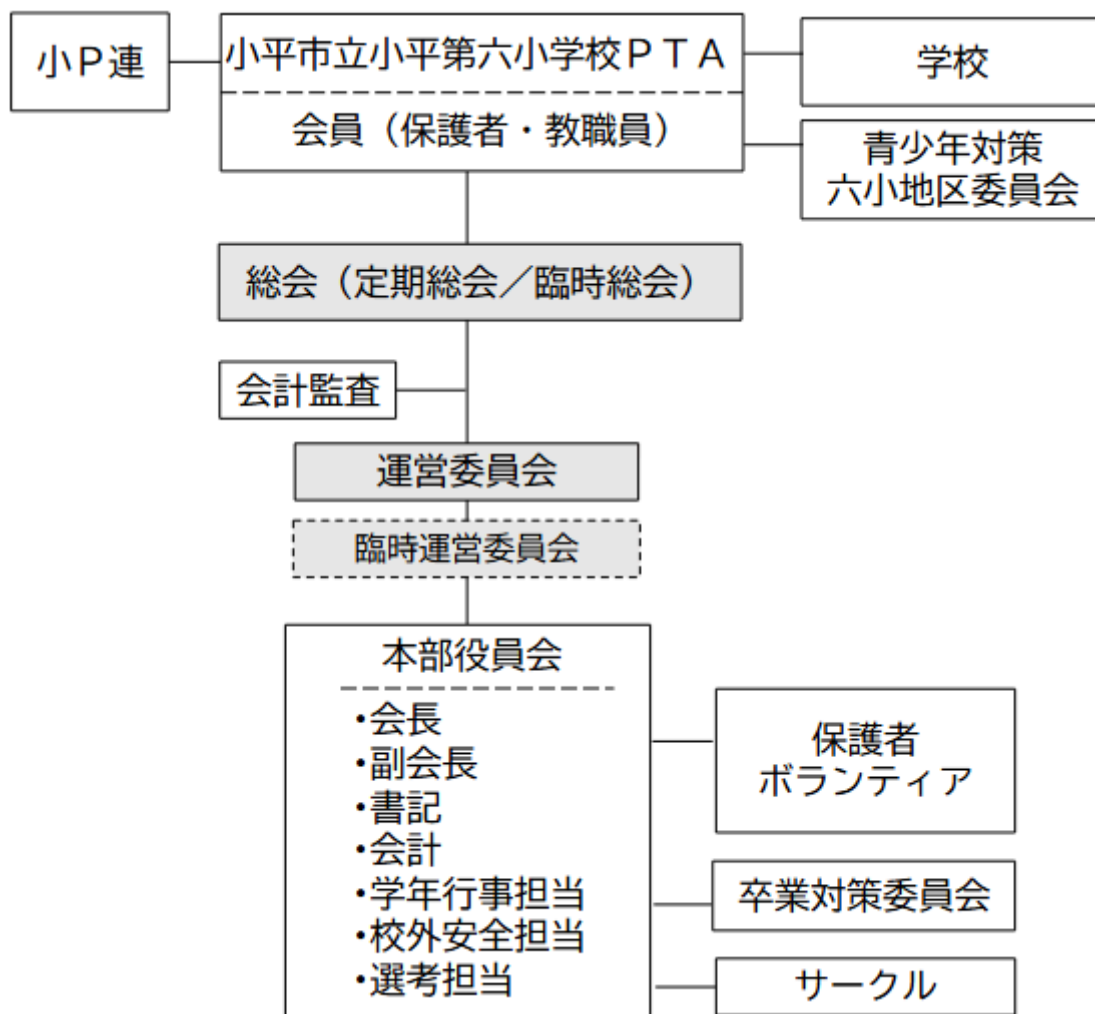 小Ｐ連
小平市立小平第六小学校ＰＴＡ
会員（保護者・教職員）
学校
青少年対策
六小地区委員会
総会（定期総会／臨時総会）
会計監査
運営委員会
臨時運営委員会
本部役員会
・会長
・副会長
・書記
・会計
・学年行事担当
・校外安全担当
・選考担当
保護者
ボランティア
卒業対策委員会
サークル